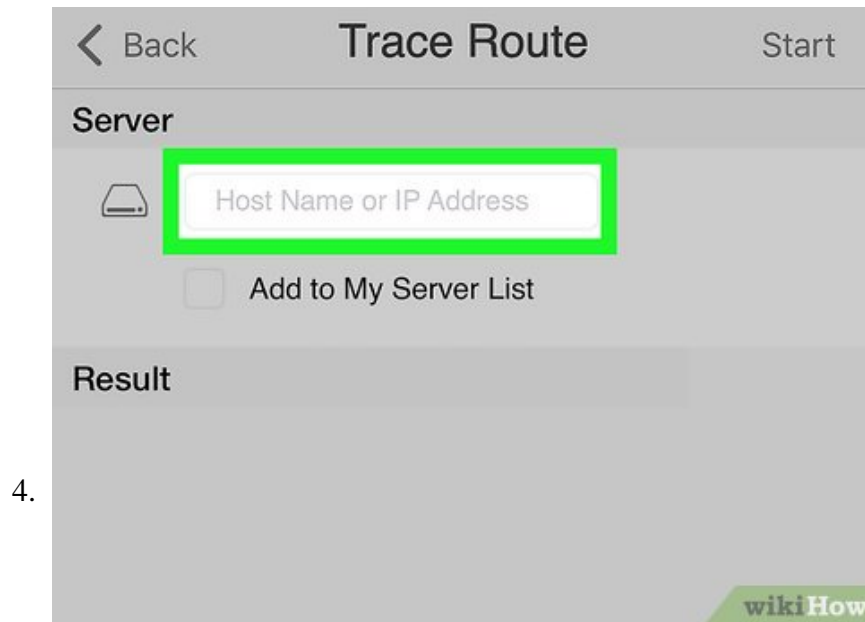 Back Trace Route Start
Server
Host Name or IP Address
Add to My Server List
Result
4.
wikiHow